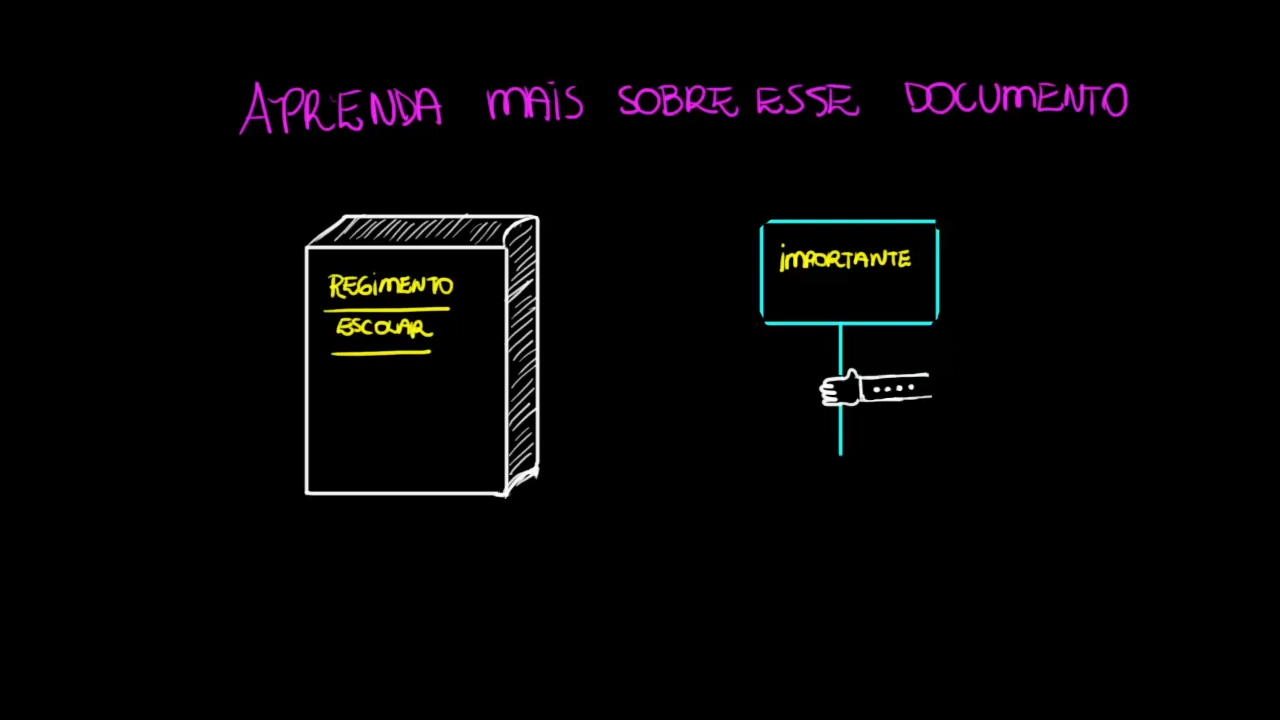 APRENDA MAIS SOBRE ESSE DOCUMENTO
REGIMENTO
ESCOLAR
IMPORTANTE